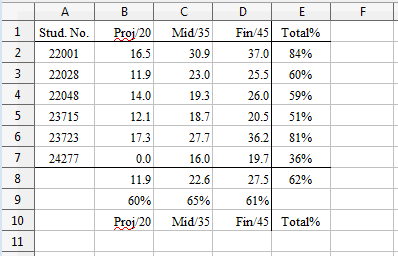 A B C D E F
1 Stud. No. Proj/20 Mid/35 Fin/45 Total%
2 22001 16.5 30.9 37.0 84%
3 22028 11.9 23.0 25.5 60%
4 22048 14.0 19.3 26.0 59%
5 23715 12.1 18.7 20.5 51%
6 23723 17.3 27.7 36.2 81%
7 24277 0.0 16.0 19.7 36%
8 11.9 22.6 27.5 62%
9 60% 65% 61%
10 Proj/20 Mid/35 Fin/45 Total%
11